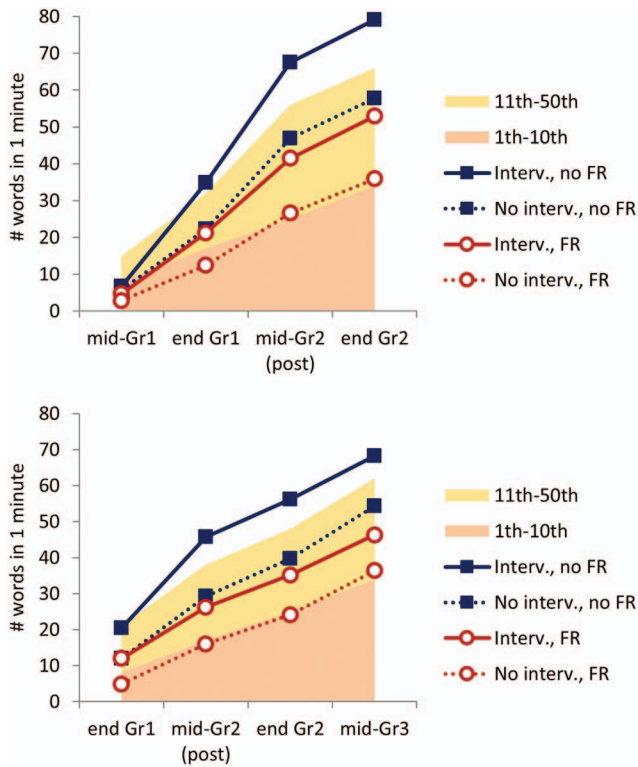 80
70
60
50
40
30
20
10
0
# words in 1 minute
mid-Gr1 end Gr1 mid-Gr2 end Gr2
(post)
11th-50th
1th-10th
Interv., no FR
No interv., no FR
Interv., FR
No interv., FR
80
70
60
50
40
30
20
10
0
# words in 1 minute
end Gr1 mid-Gr2 end Gr2 mid-Gr3
(post)
11th-50th
1th-10th
Interv., no FR
No interv., no FR
Interv., FR
No interv., FR